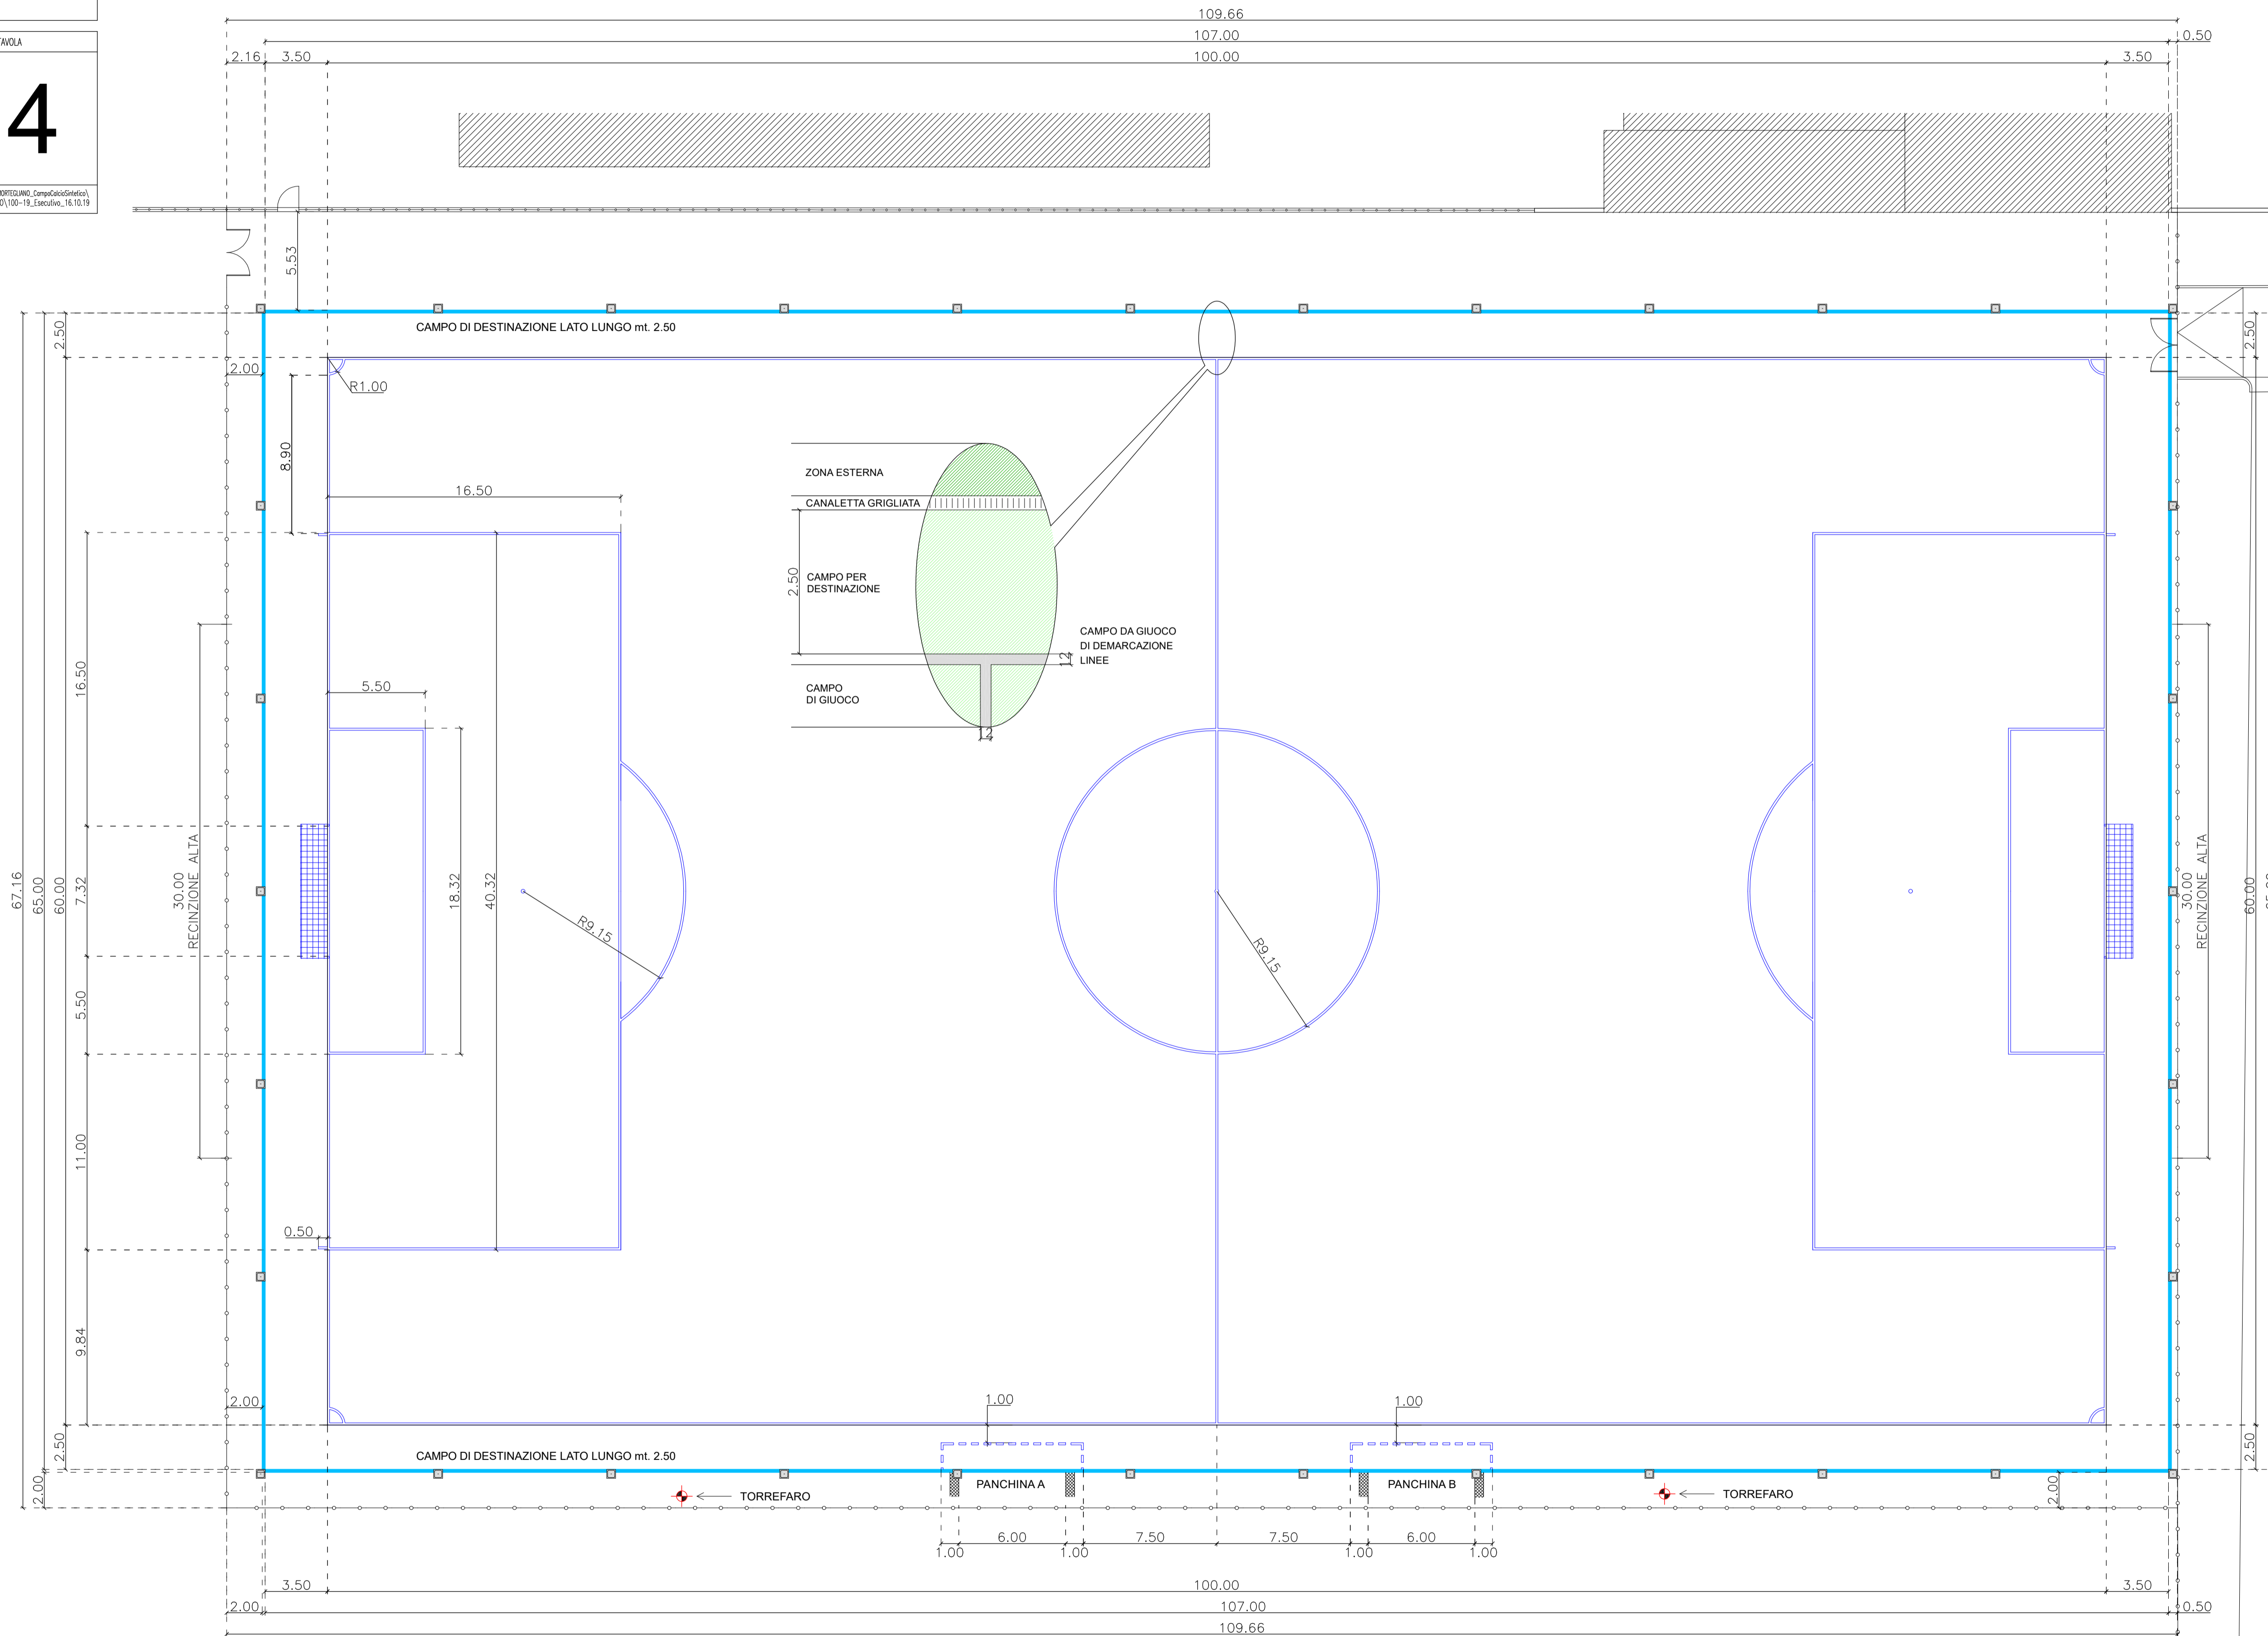 109.66
TAVOLA
107.00
0.50
2.16
3.50
100.00
3.50
4
MORTEGLIANO_CampoCalcioSintetico\
O\100-19_Esecutivo_16.10.19
5.53
CAMPO DI DESTINAZIONE LATO LUNGO mt. 2.50
2.50
2.50
2.00
R1.00
8.90
ZONA ESTERNA
16.50
CANALETTA GRIGLIATA
2.50
CAMPO PER
DESTINAZIONE
CAMPO DA GIUOCO
DI DEMARCAZIONE
LINEE
12
16.50
5.50
CAMPO
DI GIUOCO
12
67.16
65.00
60.00
7.32
30.00
RECINZIONE ALTA
18.32
40.32
R9.15
R9.15
30.00
RECINZIONE ALTA
60.00
5.50
11.00
0.50
9.84
2.00
1.00
1.00
2.50
CAMPO DI DESTINAZIONE LATO LUNGO mt. 2.50
2.50
2.00
PANCHINA A
PANCHINA B
TORREFARO
TORREFARO
2.00
6.00
7.50
7.50
6.00
1.00
1.00
1.00
1.00
3.50
100.00
3.50
2.00
107.00
0.50
109.66